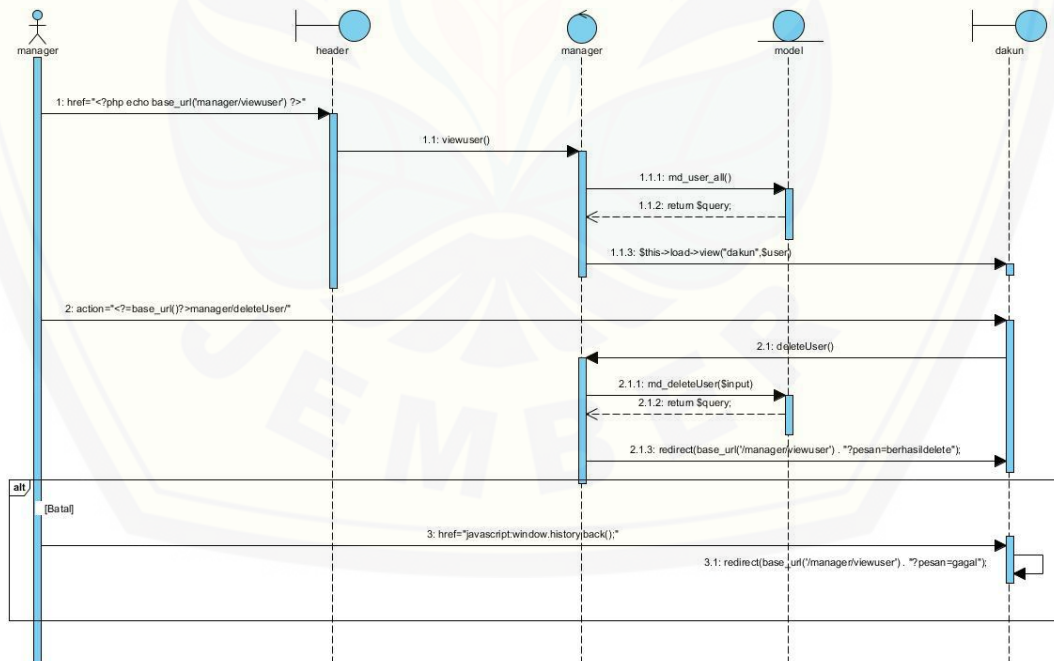 manager
header
manager
model
dakun
1: href="<?php echo base_url('manager/viewuser') ?>"
1.1: viewuser()
1.1.1: md_user_all()
1.1.2: return $query;
1.1.3: $this->load->view("dakun",$user)
2: action="<?=base_url()?>manager/deleteUser/"
2.1: deleteUser()
2.1.1: md_deleteUser($input)
2.1.2: return $query;
2.1.3: redirect(base_url('/manager/viewuser') . "?pesan=berhasildelete");
alt
[Batal]
3: href="javascript:window.history.back();"
3.1: redirect(base_url('/manager/viewuser') . "?pesan=gagal");
JEMBER